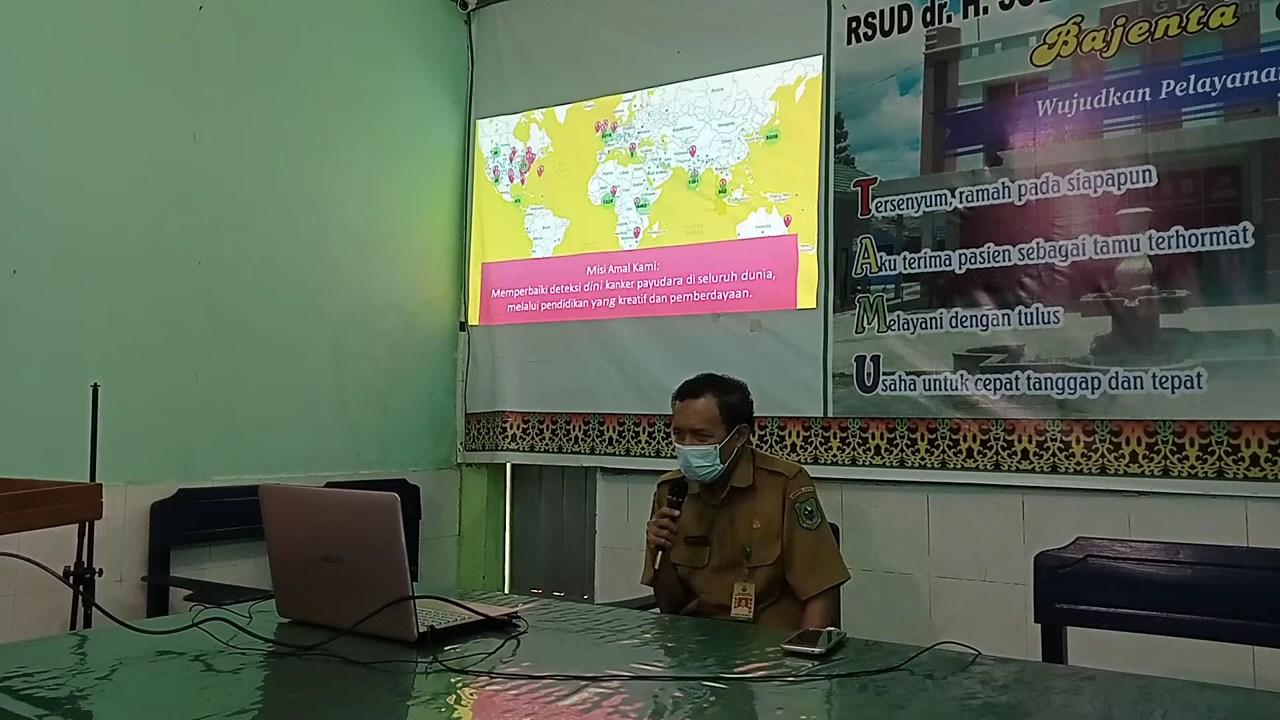 Misi Amal Kami:
Memperbaiki deteksi dini kanker payudara di seluruh dunia,
melalui pendidikan yang kreatif dan pemberdayaan.
RSUD dr. H.
Bajenta
Wujudkan Pelayanan
Tersenyum, ramah pada siapapun
Aku terima pasien sebagai tamu terhormat
Melayani dengan tulus
Usaha untuk cepat tanggap dan tepat